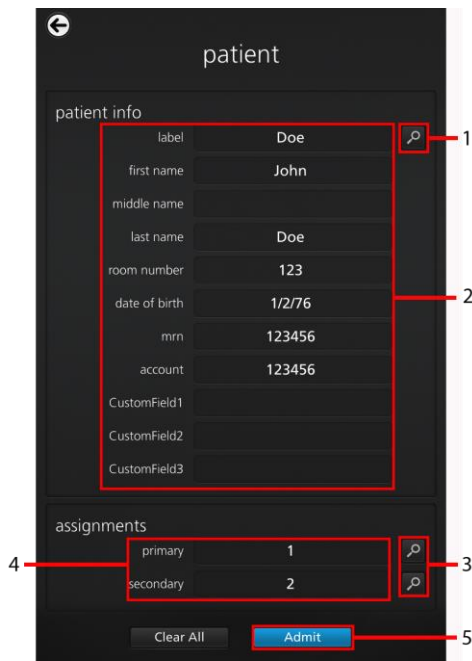 patient
patient info
label Doe 1
first name John
middle name
last name Doe
room number 123
date of birth 1/2/76 2
mrn 123456
account 123456
CustomField1
CustomField2
CustomField3
assignments
primary 1
4 3
secondary 2
Clear All Admit 5